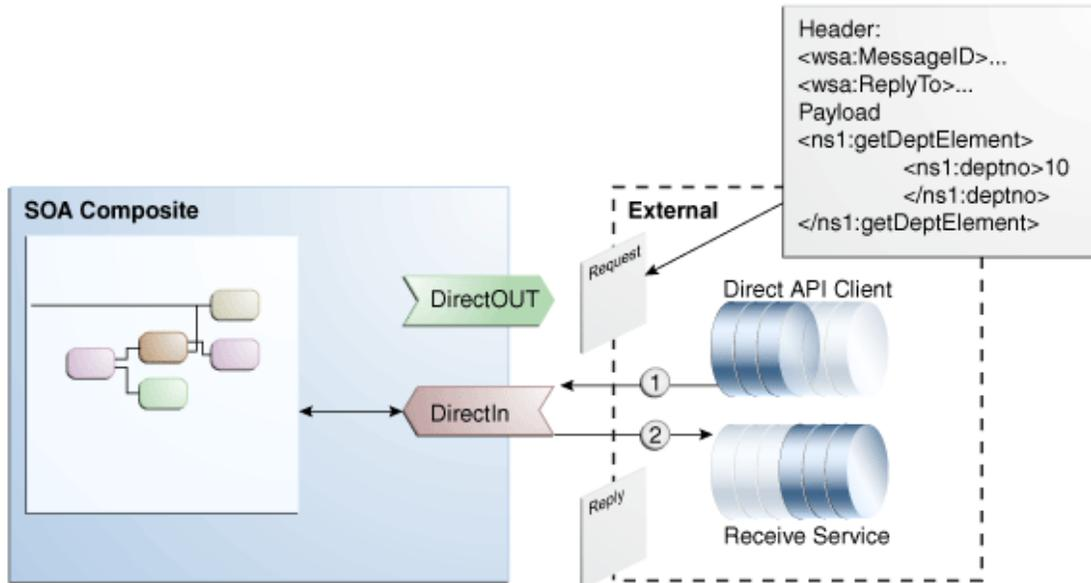 Header:
<wsa:MessageID>...
<wsa:ReplyTo>...
Payload
<ns1:getDeptElement>
<ns1:deptno>10
</ns1:deptno>
</ns1:getDeptElement>
SOA Composite
External
Request
DirectOUT
Direct API Client
1
DirectIn
2
Reply
Receive Service